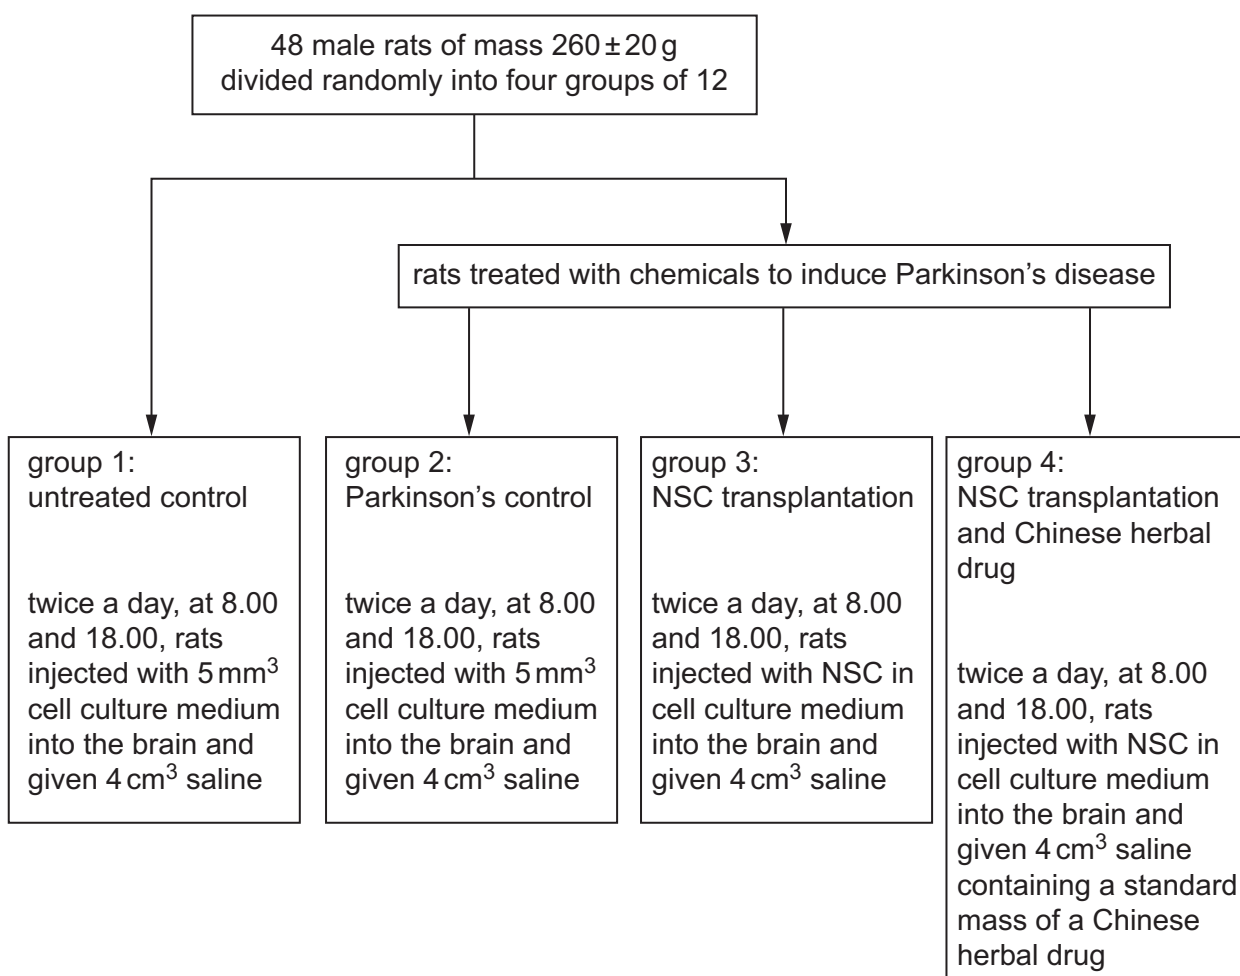 48 male rats of mass 260 ± 20 g
divided randomly into four groups of 12
rats treated with chemicals to induce Parkinson’s disease
group 1:
untreated control
twice a day, at 8.00
and 18.00, rats
injected with 5 mm³
cell culture medium
into the brain and
given 4 cm³ saline
group 2:
Parkinson’s control
twice a day, at 8.00
and 18.00, rats
injected with 5 mm³
cell culture medium
into the brain and
given 4 cm³ saline
group 3:
NSC transplantation
twice a day, at 8.00
and 18.00, rats
injected with NSC in
cell culture medium
into the brain and
given 4 cm³ saline
group 4:
NSC transplantation
and Chinese herbal
drug
twice a day, at 8.00
and 18.00, rats
injected with NSC in
cell culture medium
into the brain and
given 4 cm³ saline
containing a standard
mass of a Chinese
herbal drug